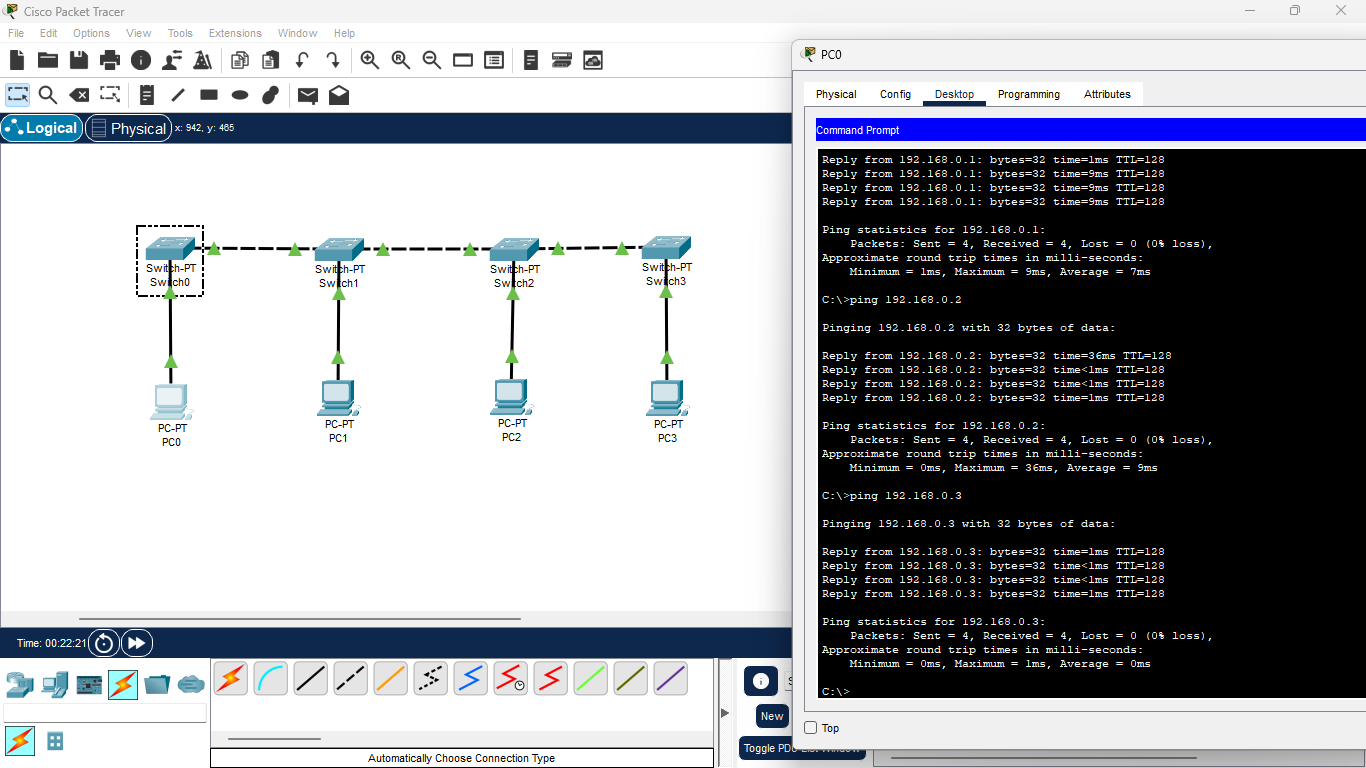 Cisco Packet Tracer
File Edit Options View Tools Extensions Window Help
Logical Physical x: 942, y: 465
Switch-PT
Switch0
Switch-PT
Switch1
Switch-PT
Switch2
Switch-PT
Switch3
PC-PT
PC0
PC-PT
PC1
PC-PT
PC2
PC-PT
PC3
Time: 00:22:21
Automatically Choose Connection Type
New
Toggle PDU List Window
PC0
Physical Config Desktop Programming Attributes
Command Prompt
Reply from 192.168.0.1: bytes=32 time=1ms TTL=128
Reply from 192.168.0.1: bytes=32 time=9ms TTL=128
Reply from 192.168.0.1: bytes=32 time=9ms TTL=128
Reply from 192.168.0.1: bytes=32 time=9ms TTL=128
Ping statistics for 192.168.0.1:
Packets: Sent = 4, Received = 4, Lost = 0 (0% loss),
Approximate round trip times in milli-seconds:
Minimum = 1ms, Maximum = 9ms, Average = 7ms
C:\>ping 192.168.0.2
Pinging 192.168.0.2 with 32 bytes of data:
Reply from 192.168.0.2: bytes=32 time=36ms TTL=128
Reply from 192.168.0.2: bytes=32 time<1ms TTL=128
Reply from 192.168.0.2: bytes=32 time<1ms TTL=128
Reply from 192.168.0.2: bytes=32 time=1ms TTL=128
Ping statistics for 192.168.0.2:
Packets: Sent = 4, Received = 4, Lost = 0 (0% loss),
Approximate round trip times in milli-seconds:
Minimum = 0ms, Maximum = 36ms, Average = 9ms
C:\>ping 192.168.0.3
Pinging 192.168.0.3 with 32 bytes of data:
Reply from 192.168.0.3: bytes=32 time=1ms TTL=128
Reply from 192.168.0.3: bytes=32 time<1ms TTL=128
Reply from 192.168.0.3: bytes=32 time<1ms TTL=128
Reply from 192.168.0.3: bytes=32 time=1ms TTL=128
Ping statistics for 192.168.0.3:
Packets: Sent = 4, Received = 4, Lost = 0 (0% loss),
Approximate round trip times in milli-seconds:
Minimum = 0ms, Maximum = 1ms, Average = 0ms
C:\>
Top